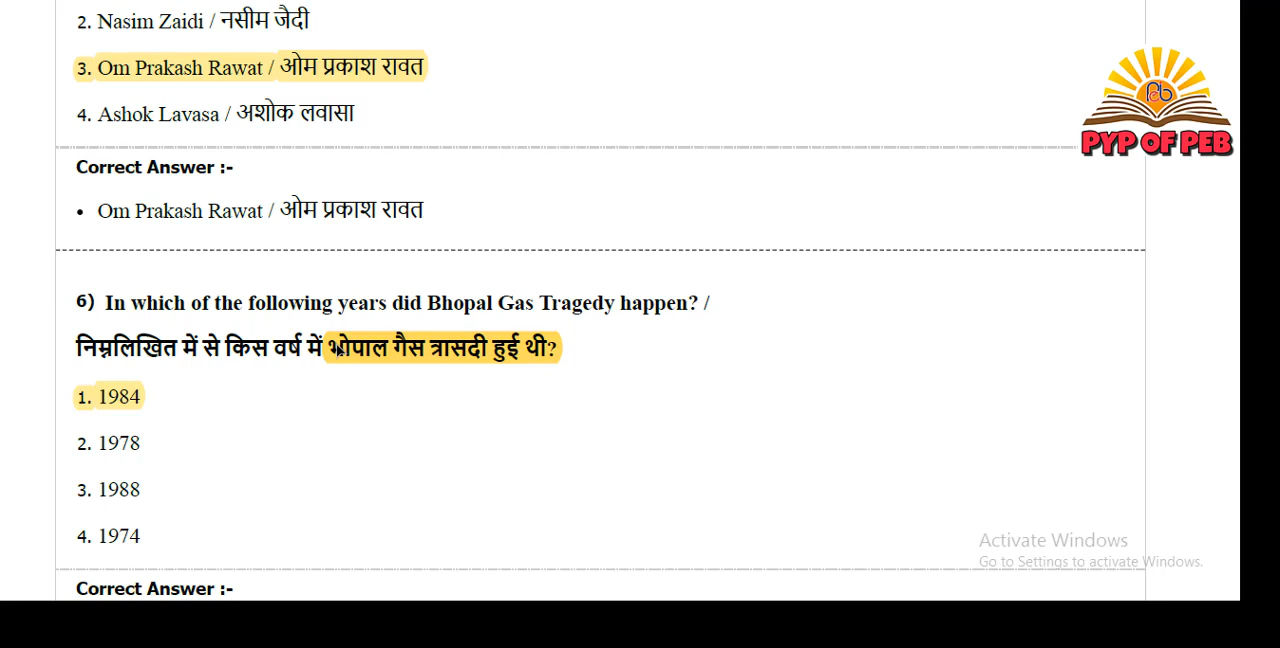 2. Nasim Zaidi / नसीम जैदी
3. Om Prakash Rawat / ओम प्रकाश रावत
4. Ashok Lavasa / अशोक लवासा
PEb
PYP OF PEB
Correct Answer :-
• Om Prakash Rawat / ओम प्रकाश रावत
6) In which of the following years did Bhopal Gas Tragedy happen? /
निम्नलिखित में से किस वर्ष में भोपाल गैस त्रासदी हुई थी?
1. 1984
2. 1978
3. 1988
4. 1974
Activate Windows
Go to Settings to activate Windows.
Correct Answer :-